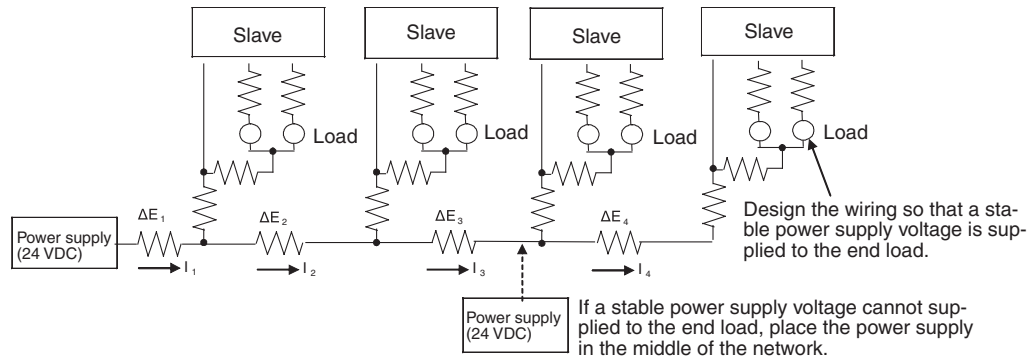 Slave
Slave
Slave
Slave
Load
Load
Load
Load
ΔE1
ΔE2
ΔE3
ΔE4
Power supply
(24 VDC)
I1
I2
I3
I4
Design the wiring so that a sta-
ble power supply voltage is sup-
plied to the end load.
Power supply
(24 VDC)
If a stable power supply voltage cannot sup-
plied to the end load, place the power supply
in the middle of the network.